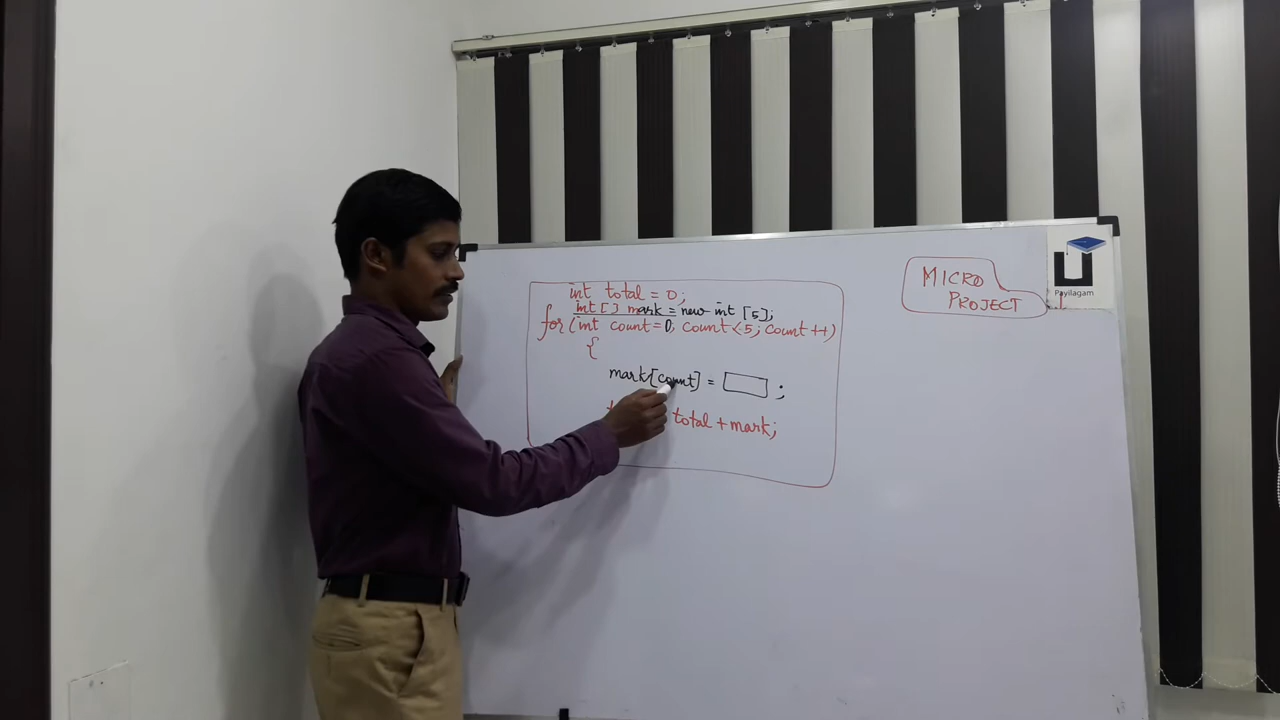 int total = 0;
int[] mark = new int [5];
for(int count=0; count<5; count++)
{
mark[count] = ;
total + mark;
MICRO
PROJECT
Payilagam